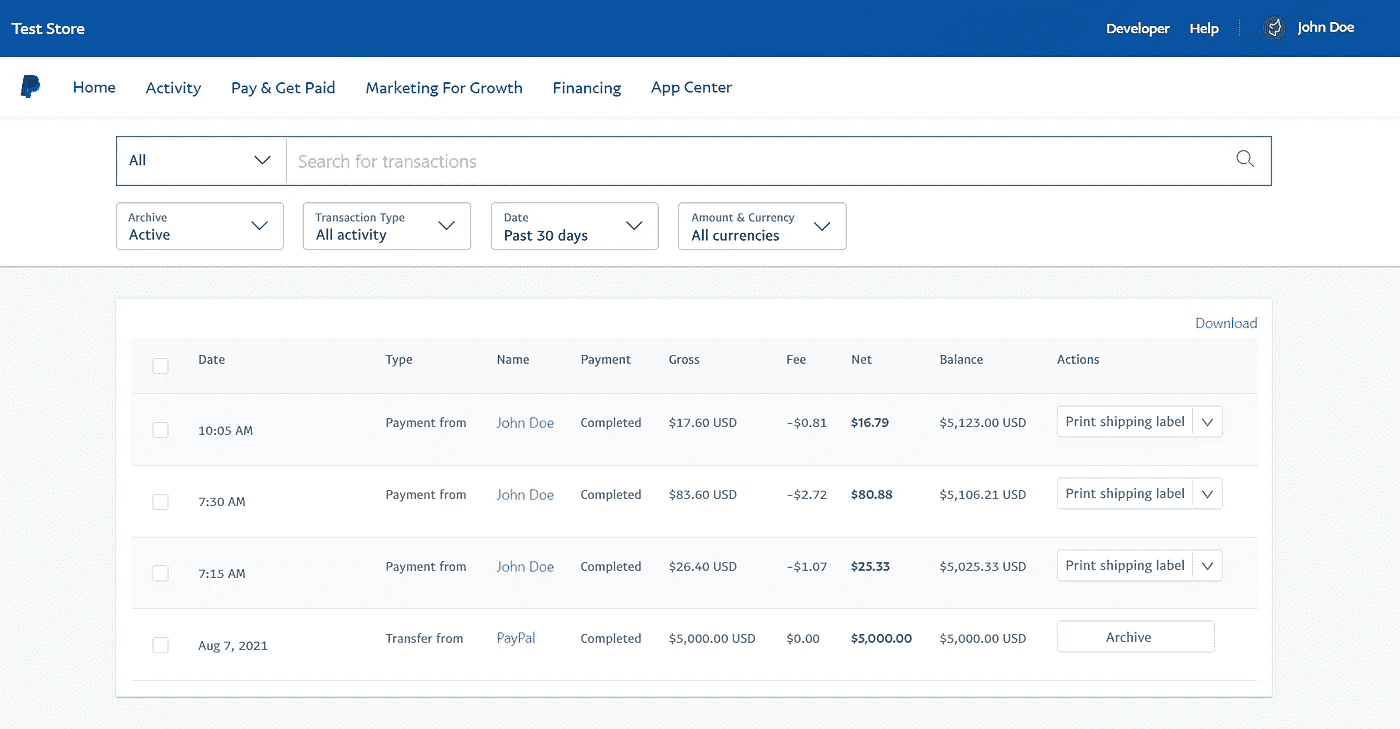 Test Store Developer Help John Doe
Home Activity Pay & Get Paid Marketing For Growth Financing App Center
All Search for transactions
Archive Transaction Type Date Amount & Currency
Active All activity Past 30 days All currencies
Download
Date Type Name Payment Gross Fee Net Balance Actions
10:05 AM Payment from John Doe Completed $17.60 USD -$0.81 $16.79 $5,123.00 USD Print shipping label
7:30 AM Payment from John Doe Completed $83.60 USD -$2.72 $80.88 $5,106.21 USD Print shipping label
7:15 AM Payment from John Doe Completed $26.40 USD -$1.07 $25.33 $5,025.33 USD Print shipping label
Aug 7, 2021 Transfer from PayPal Completed $5,000.00 USD $0.00 $5,000.00 $5,000.00 USD Archive